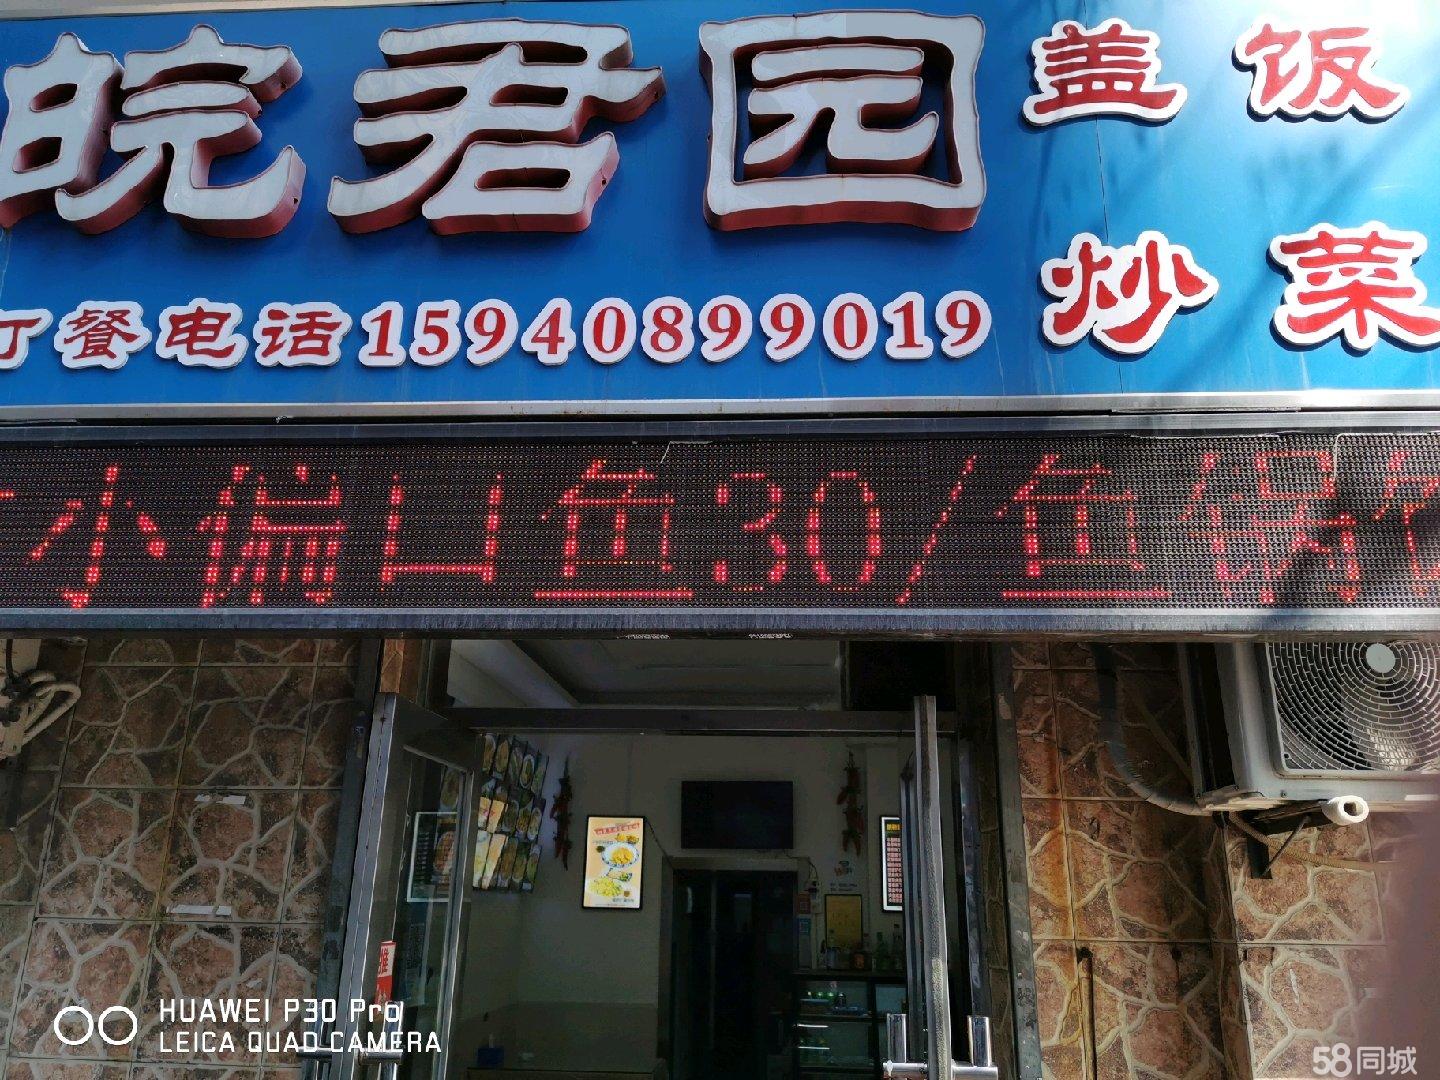 皖君园
盖饭
炒菜
订餐电话15940899019
小偏口鱼30/鱼锅
HUAWEI P30 Pro
LEICA QUAD CAMERA
58同城